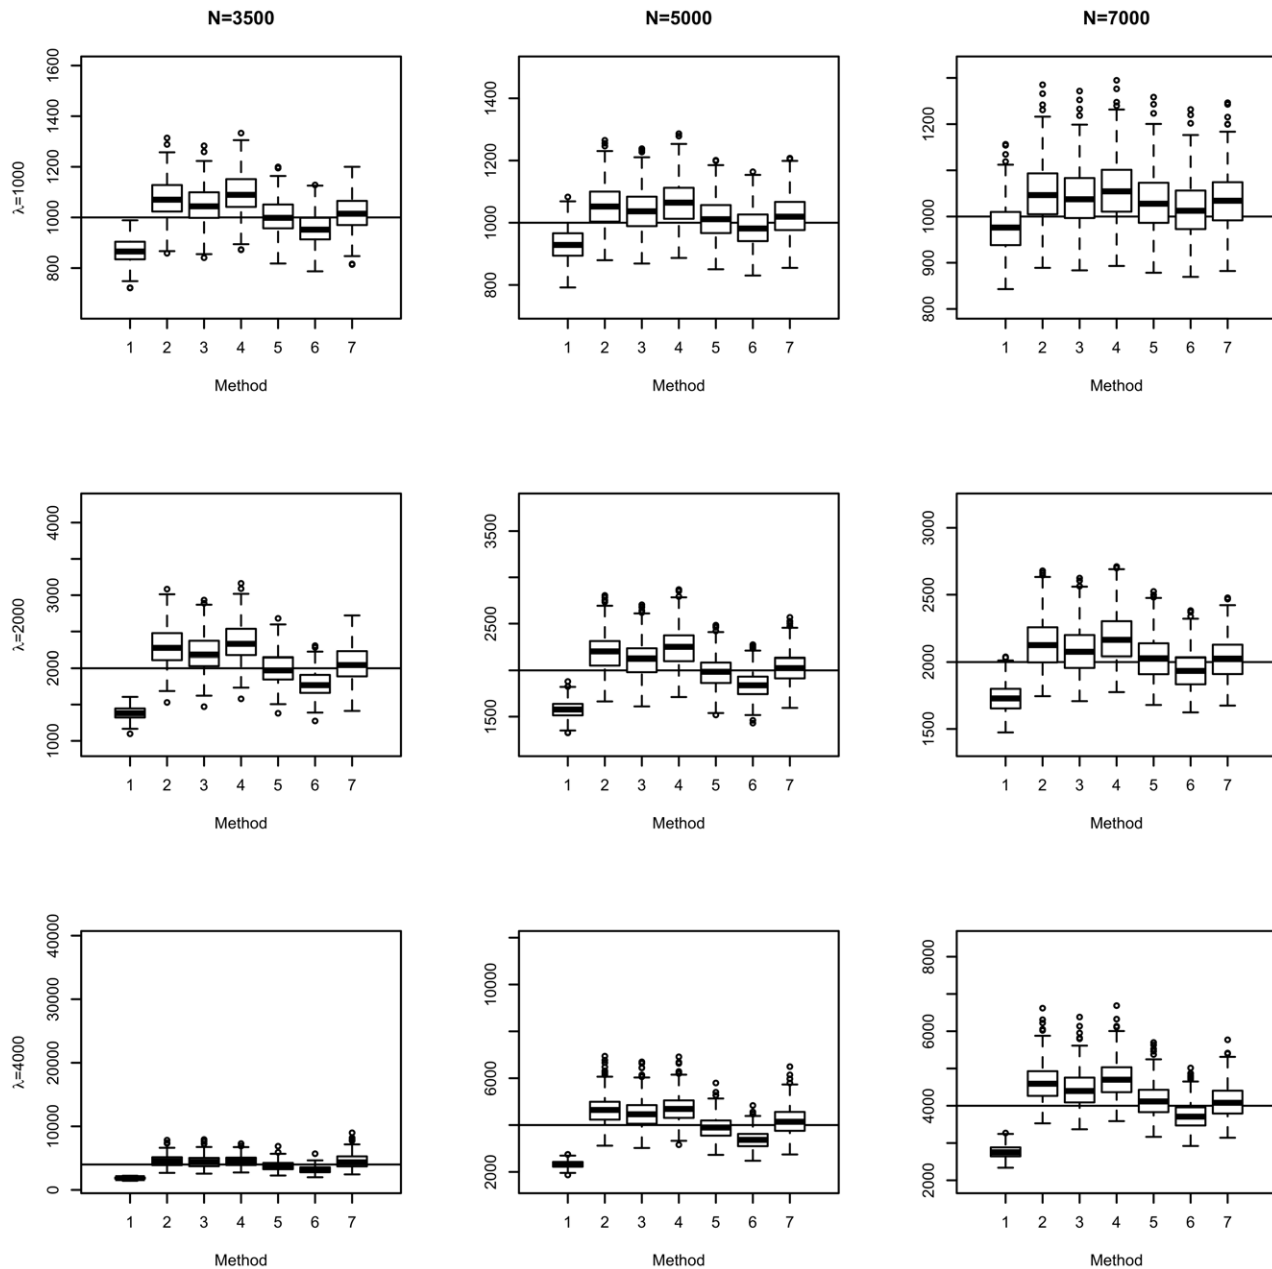 N=3500 N=5000 N=7000
λ=1000
800 1000 1200 1400 1600
1 2 3 4 5 6 7
Method
800 1000 1200 1400
1 2 3 4 5 6 7
Method
800 900 1000 1200
1 2 3 4 5 6 7
Method
λ=2000
1000 2000 3000 4000
1 2 3 4 5 6 7
Method
1500 2500 3500
1 2 3 4 5 6 7
Method
1500 2000 2500 3000
1 2 3 4 5 6 7
Method
λ=4000
0 10000 20000 30000 40000
1 2 3 4 5 6 7
Method
2000 6000 10000
1 2 3 4 5 6 7
Method
2000 4000 6000 8000
1 2 3 4 5 6 7
Method